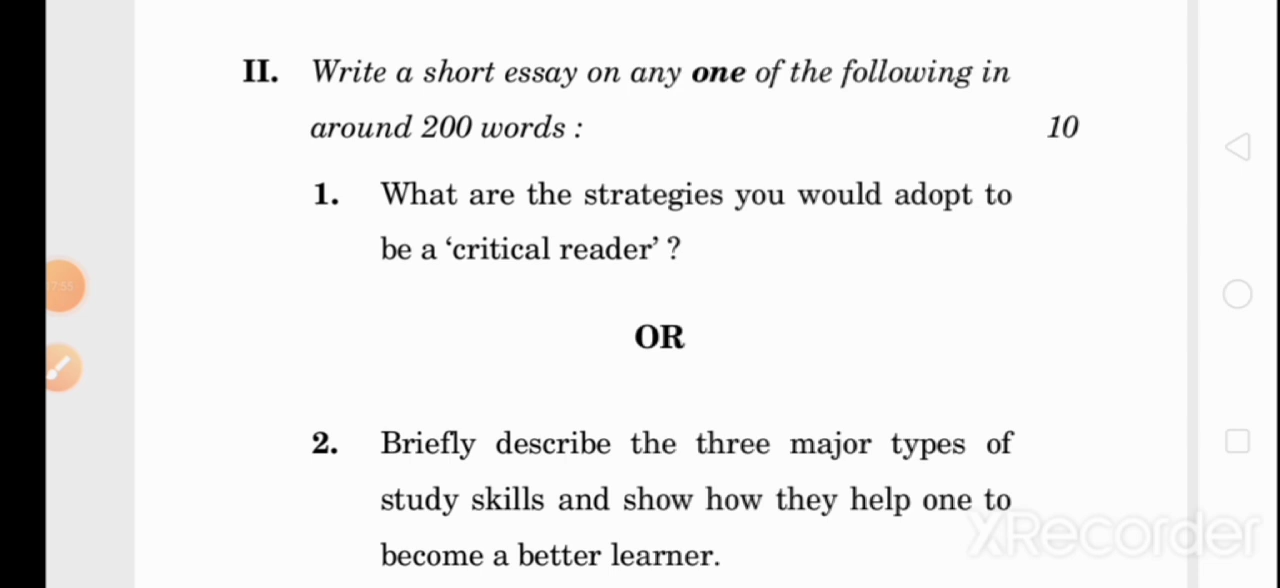 II. Write a short essay on any one of the following in
around 200 words : 10
1. What are the strategies you would adopt to
be a ‘critical reader’ ?
OR
2. Briefly describe the three major types of
study skills and show how they help one to
become a better learner.
XRecorder